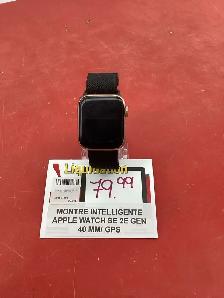 Liquidation
79.99
MONTRE INTELLIGENTE
APPLE WATCH SE 2E GEN
40 MM/ GPS